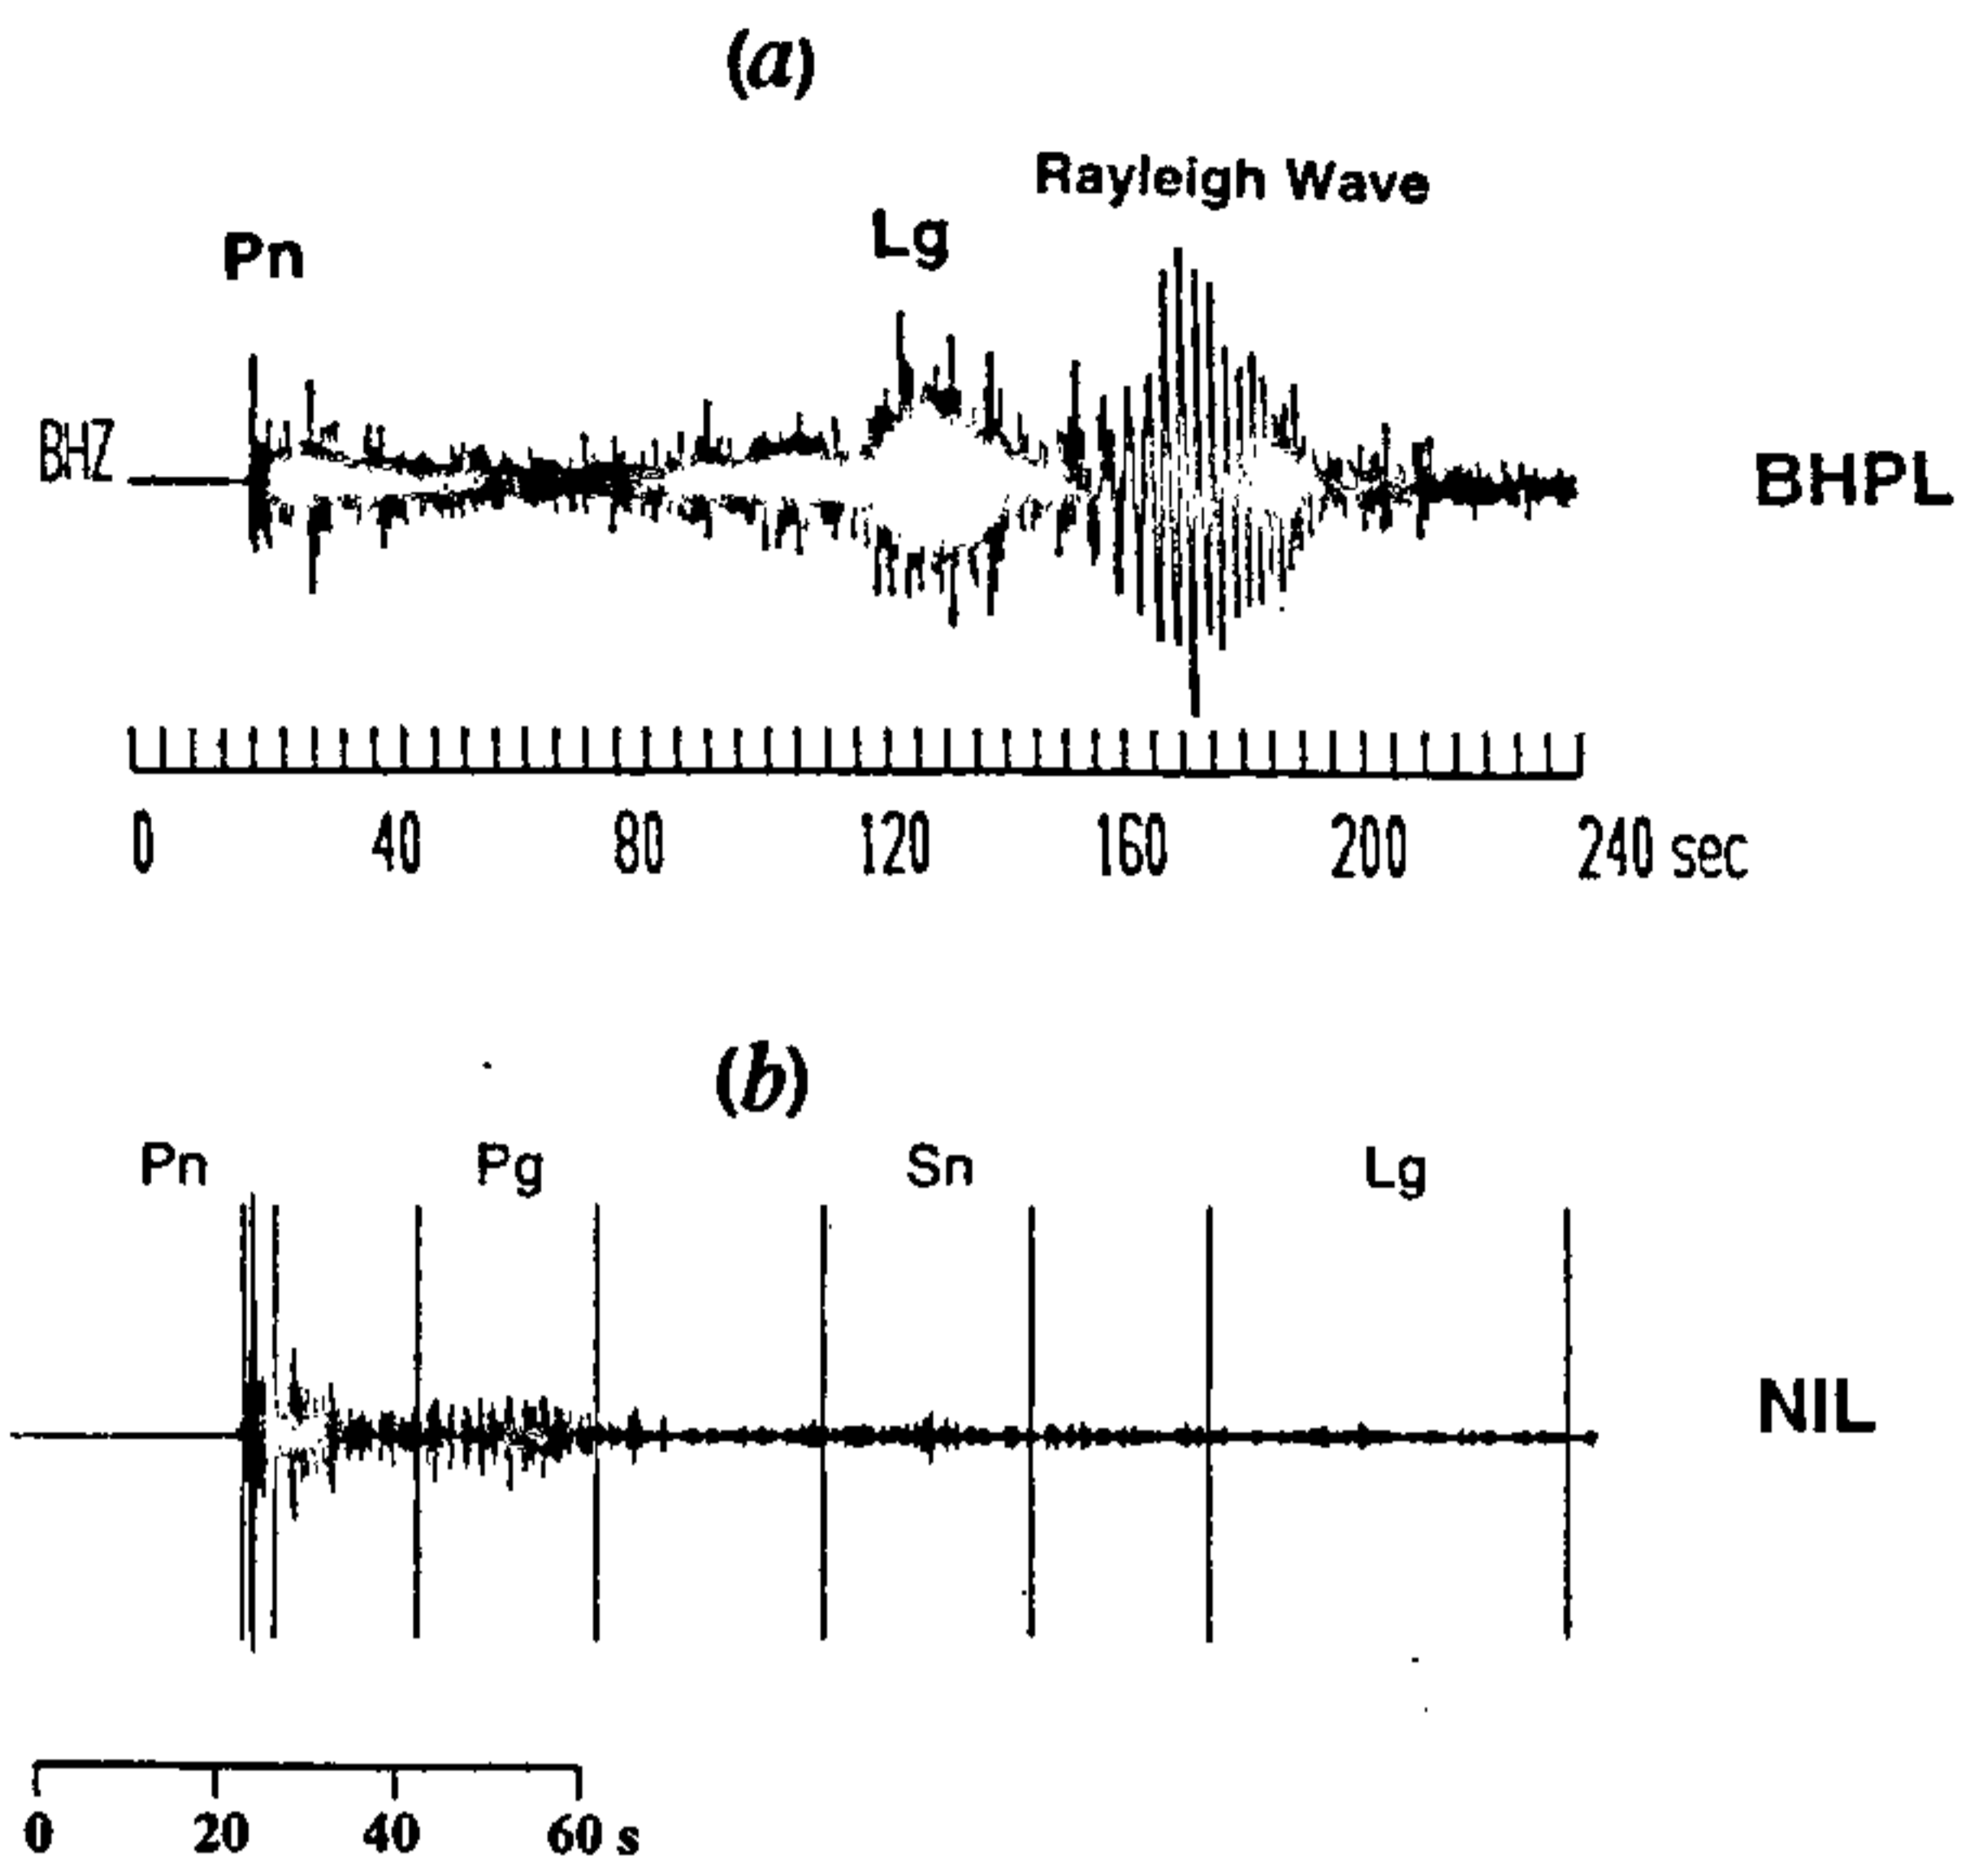 (a)
Rayleigh Wave
Lg
Pn
BHZ
BHPL
0 40 80 120 160 200 240 sec
(b)
Pn Pg Sn Lg
NIL
0 20 40 60 s